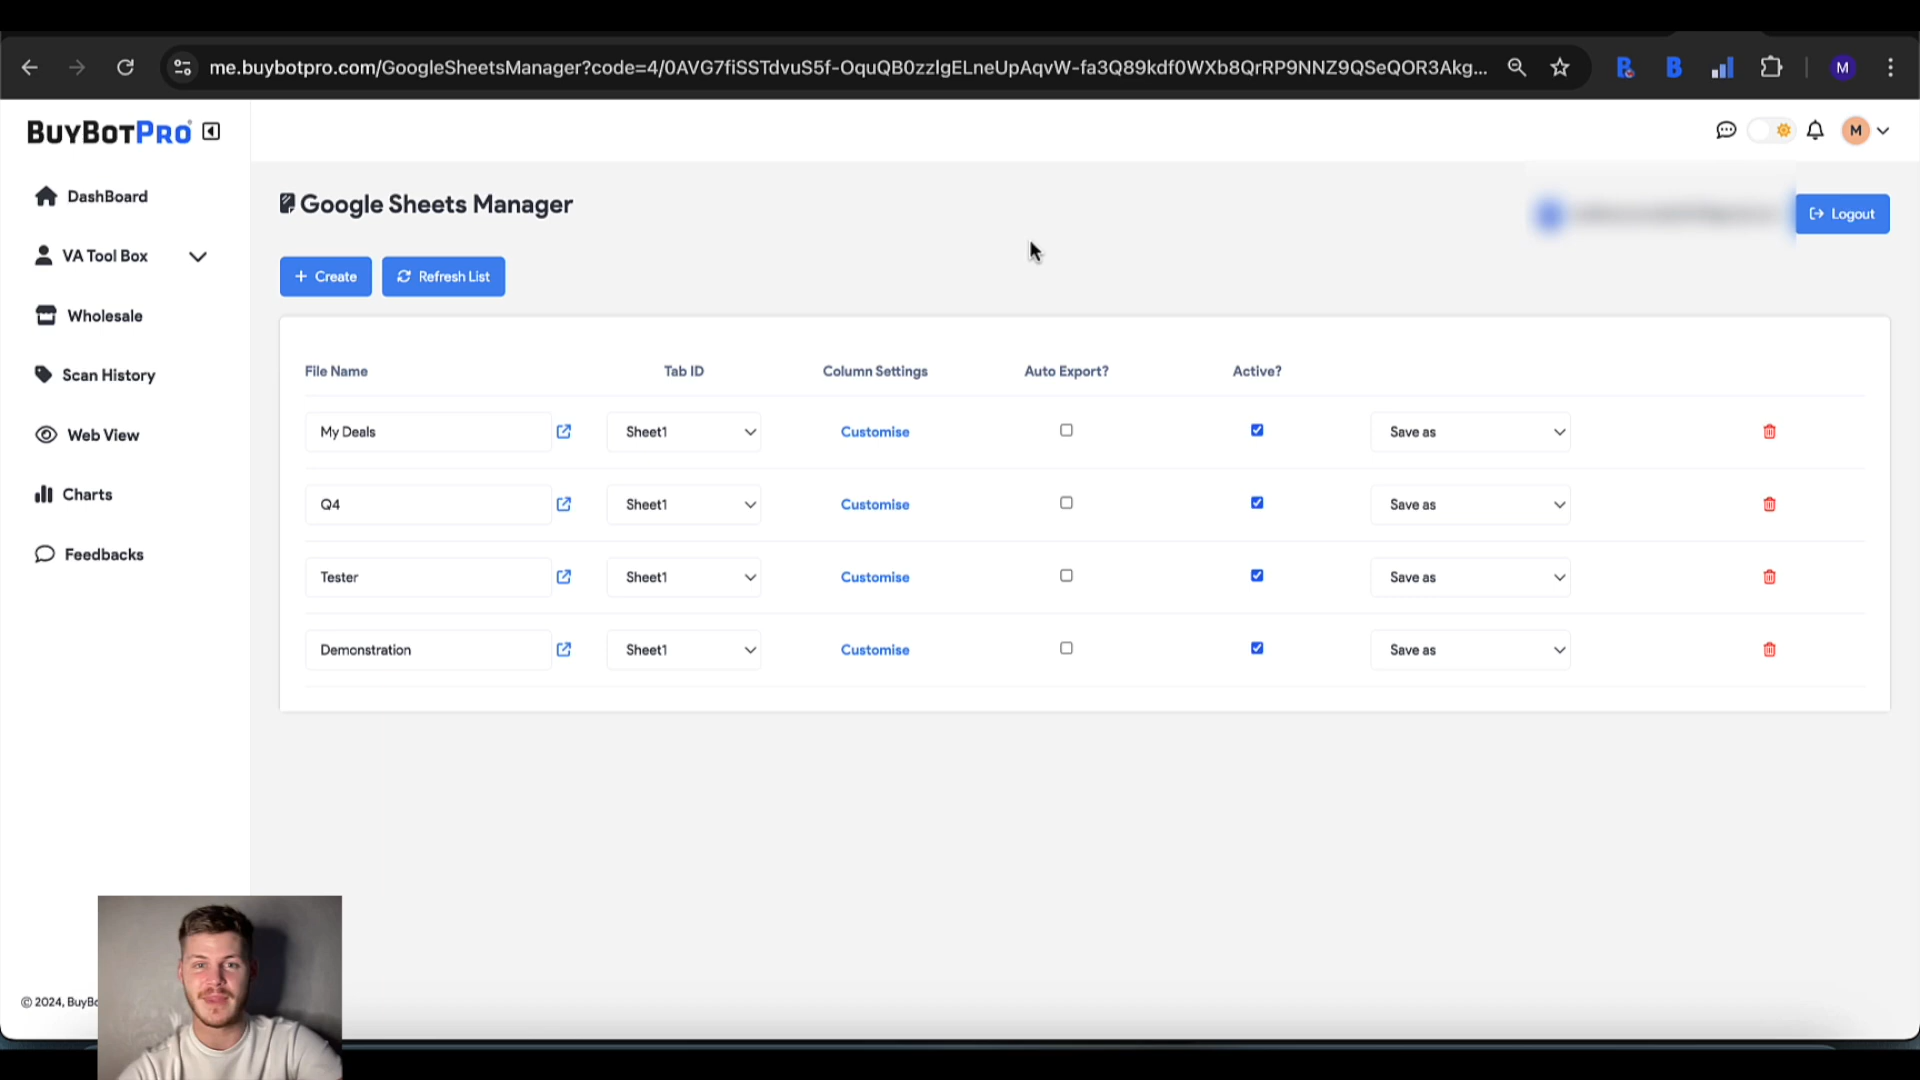 me.buybotpro.com/GoogleSheetsManager?code=4/0AVG7fiSSTdvuS5f-OquQB0zzlgELneUpAqvW-fa3Q89kdf0WXb8QrRP9NNZ9QSeQOR3Akg...
B
B
M
BUYBOTPRO
M
DashBoard
VA Tool Box
Wholesale
Scan History
Web View
Charts
Feedbacks
Google Sheets Manager
Logout
+ Create
Refresh List
File Name Tab ID Column Settings Auto Export? Active?
My Deals Sheet1 Customise Save as
Q4 Sheet1 Customise Save as
Tester Sheet1 Customise Save as
Demonstration Sheet1 Customise Save as
© 2024, BuyBo